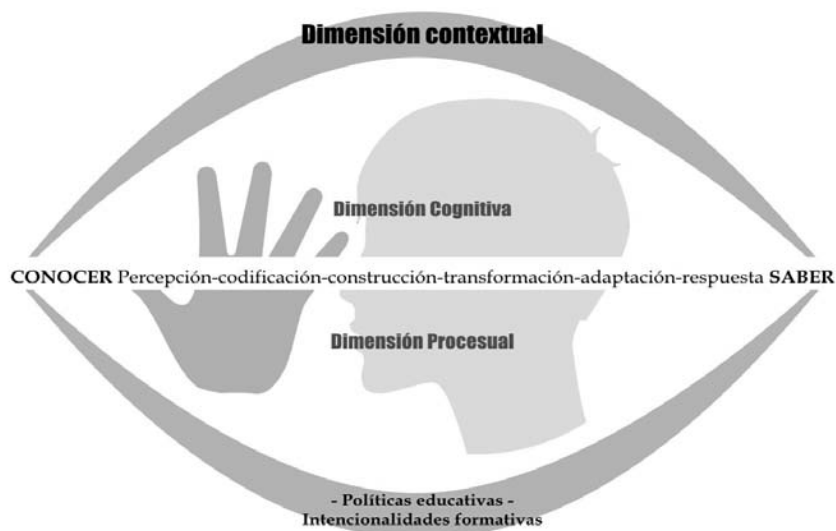 Dimensión contextual
Dimensión Cognitiva
CONOCER Percepción-codificación-construcción-transformación-adaptación-respuesta SABER
Dimensión Procesual
- Políticas educativas -
Intencionalidades formativas